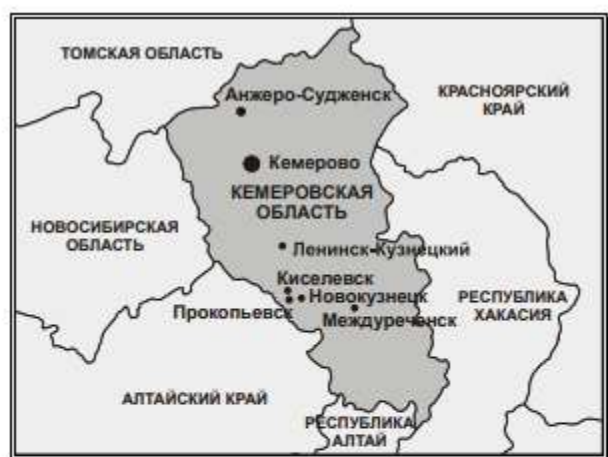 ТОМСКАЯ ОБЛАСТЬ
КРАСНОЯРСКИЙ
КРАЙ
Анжеро-Судженск
Кемерово
КЕМЕРОВСКАЯ
ОБЛАСТЬ
НОВОСИБИРСКАЯ
ОБЛАСТЬ
Ленинск-Кузнецкий
Киселевск
Новокузнецк
Прокопьевск
Междуреченск
РЕСПУБЛИКА
ХАКАСИЯ
АЛТАЙСКИЙ КРАЙ
РЕСПУБЛИКА
АЛТАЙ